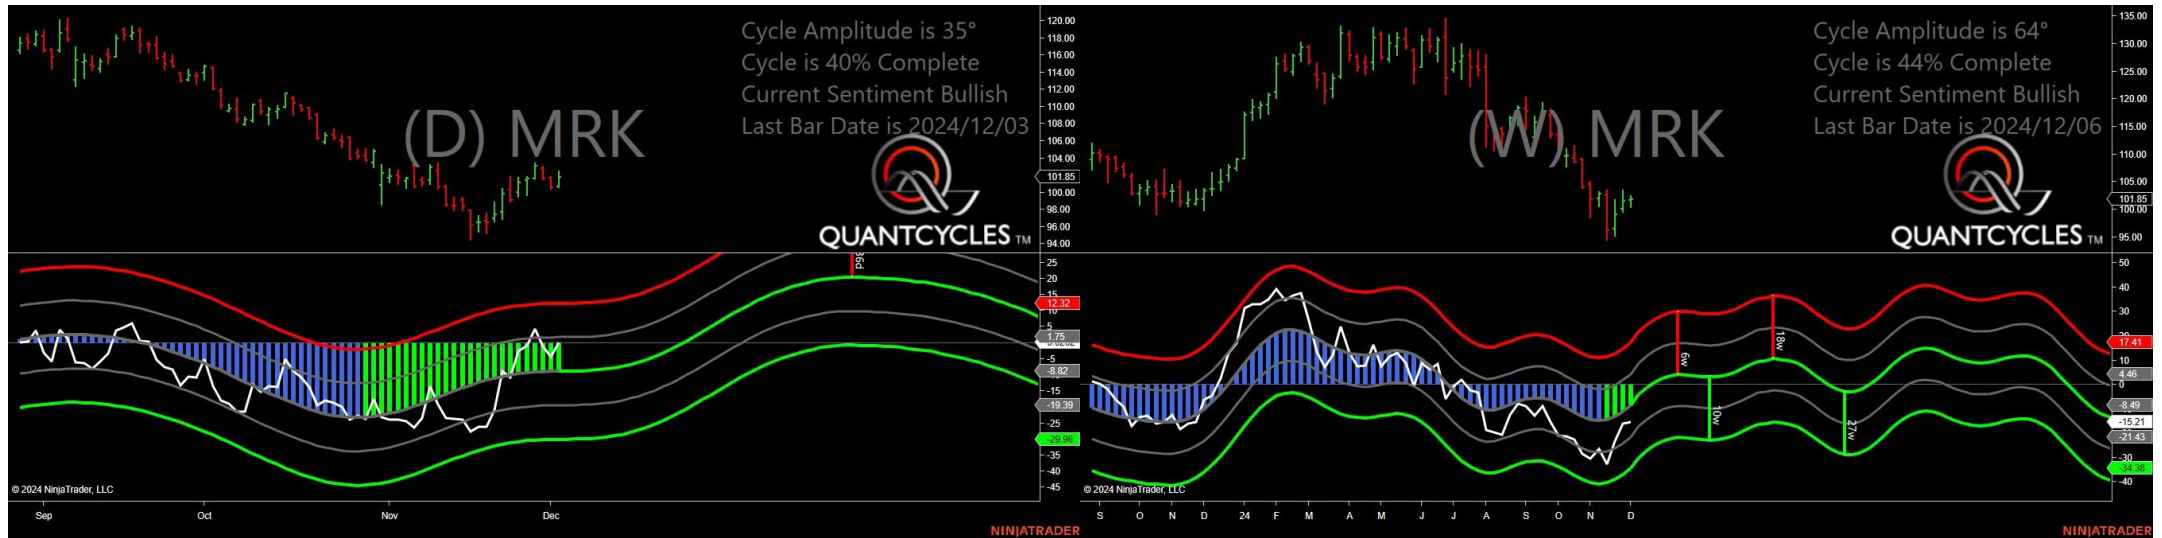 Cycle Amplitude is 35°
Cycle is 40% Complete
Current Sentiment Bullish
Last Bar Date is 2024/12/03
(D) MRK
QUANTCYCLES TM
120.00
118.00
116.00
114.00
112.00
110.00
108.00
106.00
104.00
101.85
100.00
98.00
96.00
94.00
36d
25
20
15
12.32
5
1.75
-5
-8.82
-15
-19.39
-25
-29.96
-35
-40
-45
© 2024 NinjaTrader, LLC
Sep
Oct
Nov
Dec
NINJATRADER
Cycle Amplitude is 64°
Cycle is 44% Complete
Current Sentiment Bullish
Last Bar Date is 2024/12/06
(W) MRK
QUANTCYCLES TM
135.00
130.00
125.00
120.00
115.00
110.00
105.00
101.85
100.00
95.00
6w
18w
10w
27w
50
40
30
20
17.41
10
4.46
0
-8.49
-15.21
-21.43
-30
-34.38
-40
© 2024 NinjaTrader, LLC
S O N D 24 F M A M J J A S O N D
NINJATRADER